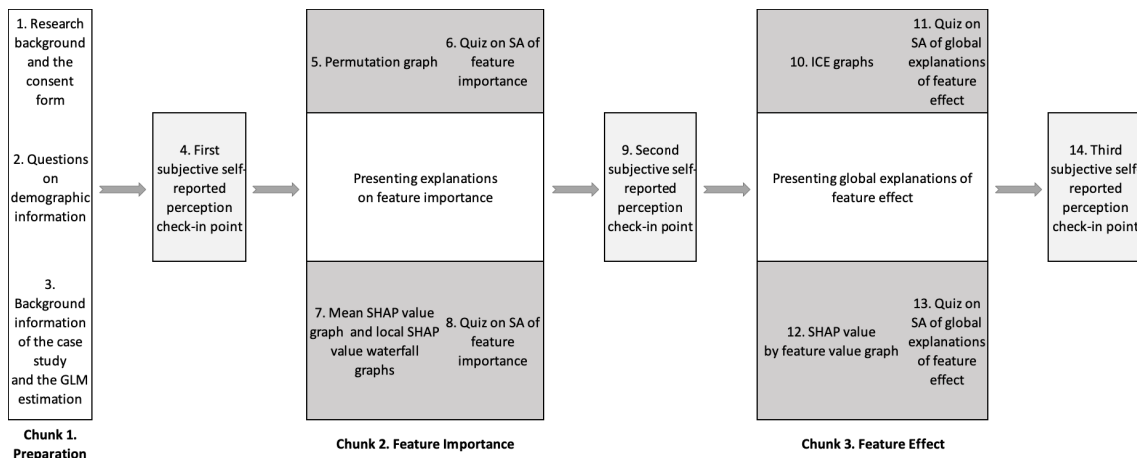 1. Research
background
and the
consent
form
2. Questions
on
demographic
information
3.
Background
information
of the case
study
and the GLM
estimation
Chunk 1.
Preparation
4. First
subjective self-
reported
perception
check-in point
5. Permutation graph
6. Quiz on SA of
feature
importance
Presenting explanations
on feature importance
7. Mean SHAP value
graph and local SHAP
value waterfall
graphs
8. Quiz on SA of
feature
importance
Chunk 2. Feature Importance
9. Second
subjective self-
reported
perception
check-in point
10. ICE graphs
11. Quiz on
SA of global
explanations
of feature
effect
Presenting global explanations of
feature effect
12. SHAP value
by feature value graph
13. Quiz on
SA of global
explanations
of feature
effect
Chunk 3. Feature Effect
14. Third
subjective self-
reported
perception
check-in point